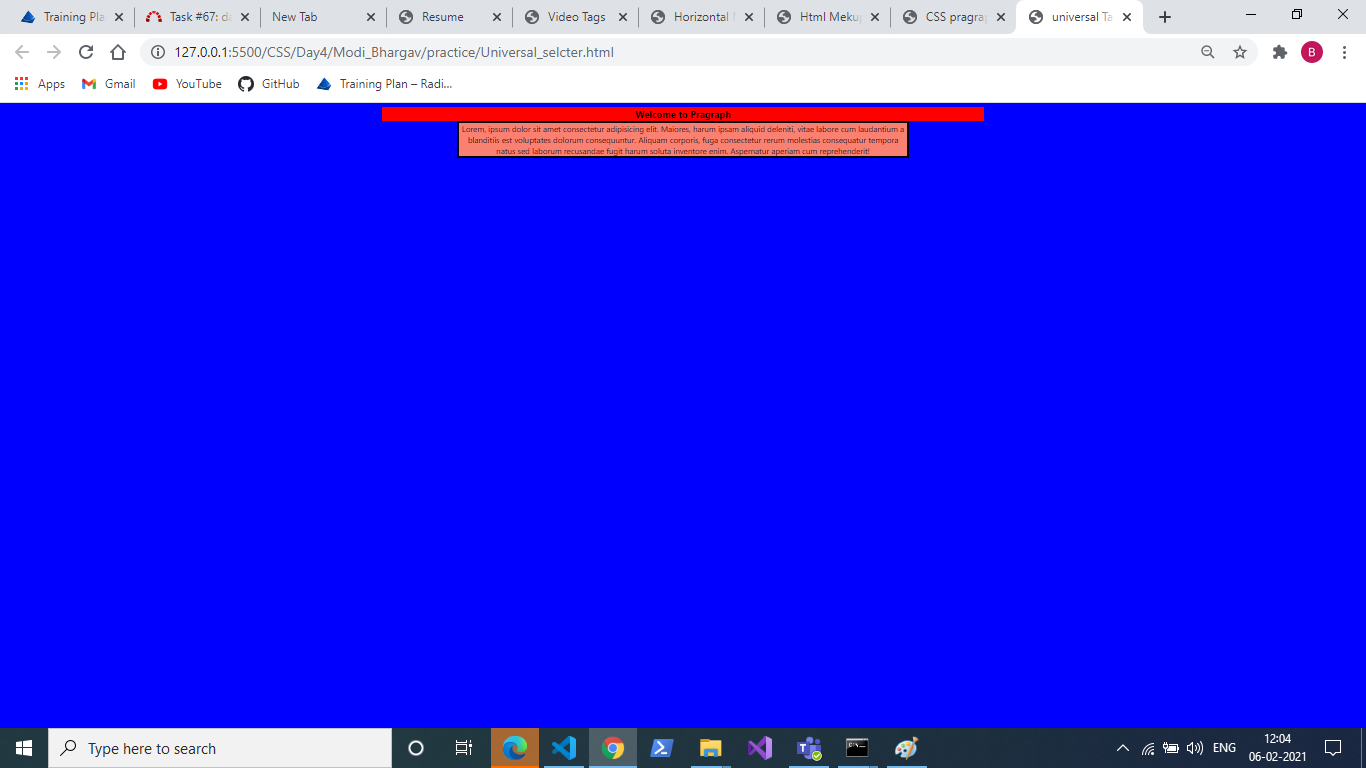 Training Pla
Task #67: da
New Tab
Resume
Video Tags
Horizontal M
Html Mekup
CSS pragrap
universal Ta
127.0.0.1:5500/CSS/Day4/Modi_Bhargav/practice/Universal_selcter.html
B
Apps
Gmail
YouTube
GitHub
Training Plan – Radi...
Welcome to Pragraph
Lorem, ipsum dolor sit amet consectetur adipisicing elit. Maiores, harum ipsam aliquid deleniti, vitae labore cum laudantium a
blanditiis est voluptates dolorum consequuntur. Aliquam corporis, fuga consectetur rerum molestias consequatur tempora
natus sed laborum recusandae fugit harum soluta inventore enim. Aspernatur aperiam cum reprehenderit!
Type here to search
ENG
12:04
06-02-2021